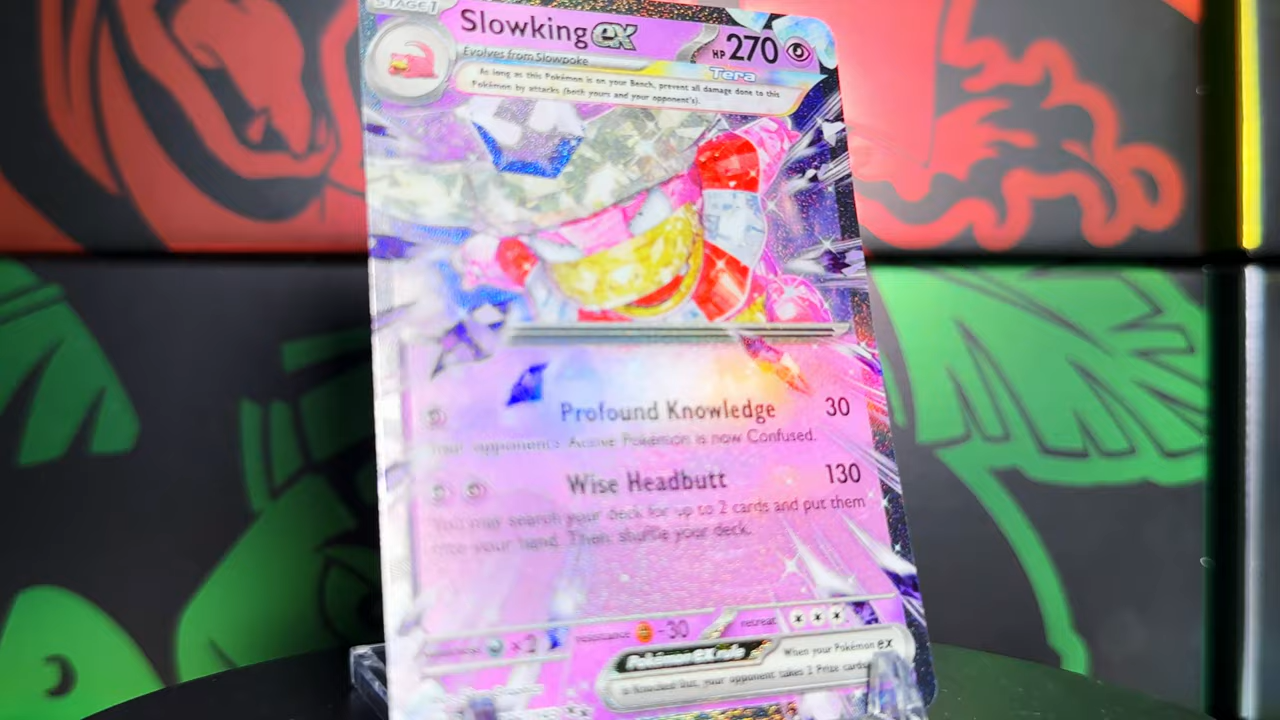 STAGE 1
Slowking ex
HP 270
Evolves from Slowpoke
Tera
As long as this Pokémon is on your Bench, prevent all damage done to this
Pokémon by attacks (both yours and your opponent's).
Profound Knowledge 30
Your opponent's Active Pokémon is now Confused.
Wise Headbutt 130
You may search your deck for up to 2 cards and put them
into your hand. Then, shuffle your deck.
weakness ×2 resistance -30 retreat
Pokémon ex rule
When your Pokémon ex
is Knocked Out, your opponent takes 2 Prize cards.